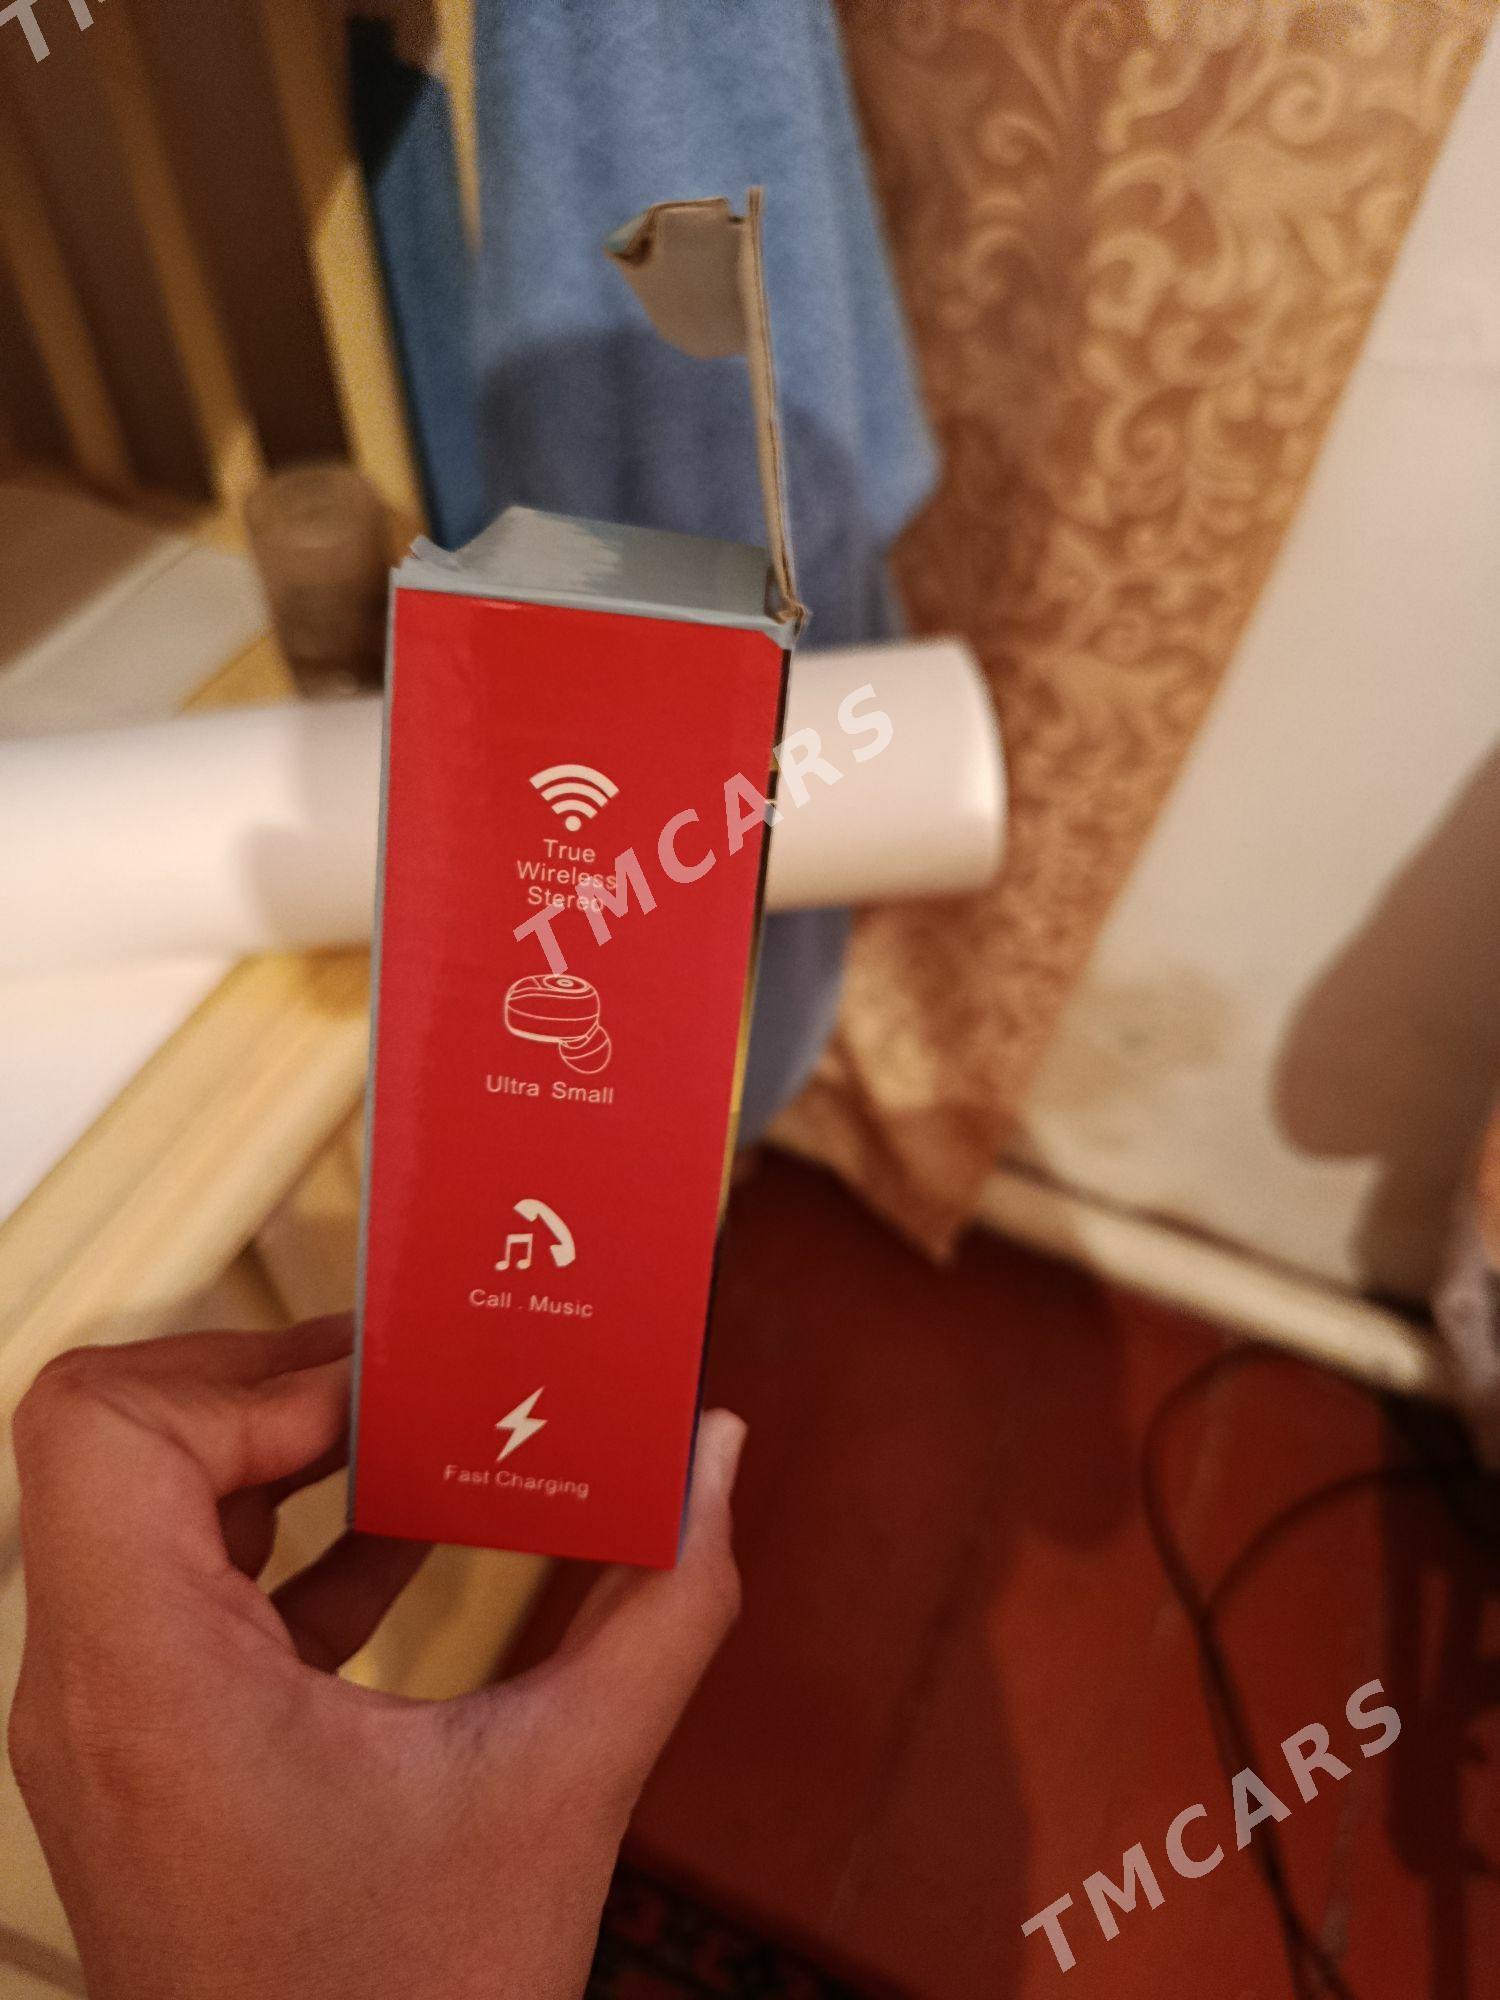 True
Wireless
Stereo
Ultra Small
Call . Music
Fast Charging
TMCARS
TMCARS